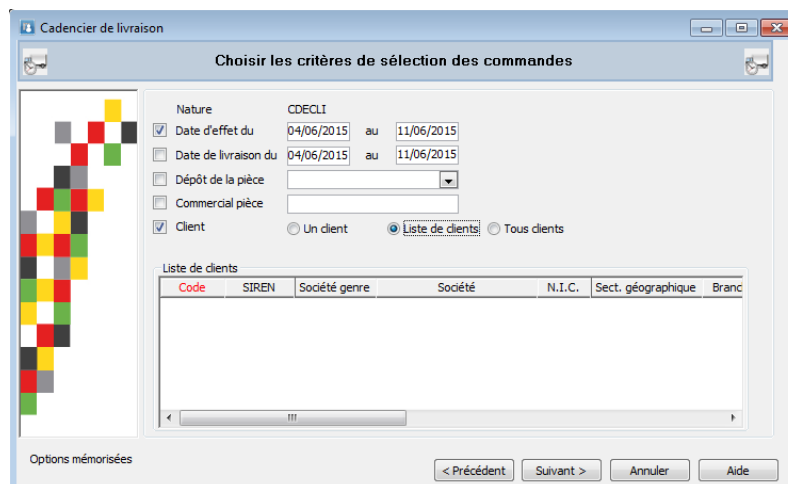 Cadencier de livraison
Choisir les critères de sélection des commandes
Nature CDECLI
Date d'effet du 04/06/2015 au 11/06/2015
Date de livraison du 04/06/2015 au 11/06/2015
Dépôt de la pièce
Commercial pièce
Client Un client Liste de clients Tous clients
Liste de clients
Code SIREN Société genre Société N.I.C. Sect. géographique Branc
Options mémorisées
< Précédent Suivant > Annuler Aide